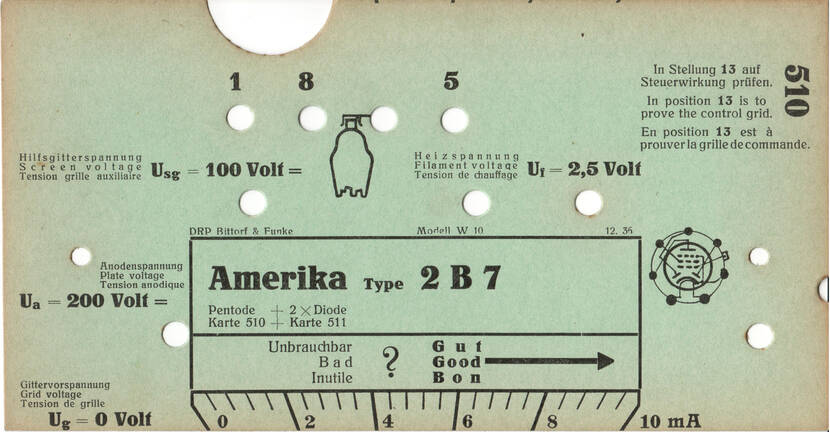 1 8 5
In Stellung 13 auf
Steuerwirkung prüfen.
In position 13 is to
prove the control grid.
En position 13 est à
prouver la grille de commande.
510
Hilfsgitterspannung
Screen voltage
Tension grille auxiliaire
Usg = 100 Volt =
Heizspannung
Filament voltage
Tension de chauffage
Uf = 2,5 Volt
DRP Bittorf & Funke Modell W 10 12. 36
Anodenspannung
Plate voltage
Tension anodique
Ua = 200 Volt =
Amerika Type 2 B 7
Pentode + 2 × Diode
Karte 510 + Karte 511
Unbrauchbar
Bad
Inutile
?
Gut
Good
Bon
Gittervorspannung
Grid voltage
Tension de grille
Ug = 0 Volt
0 2 4 6 8 10 mA